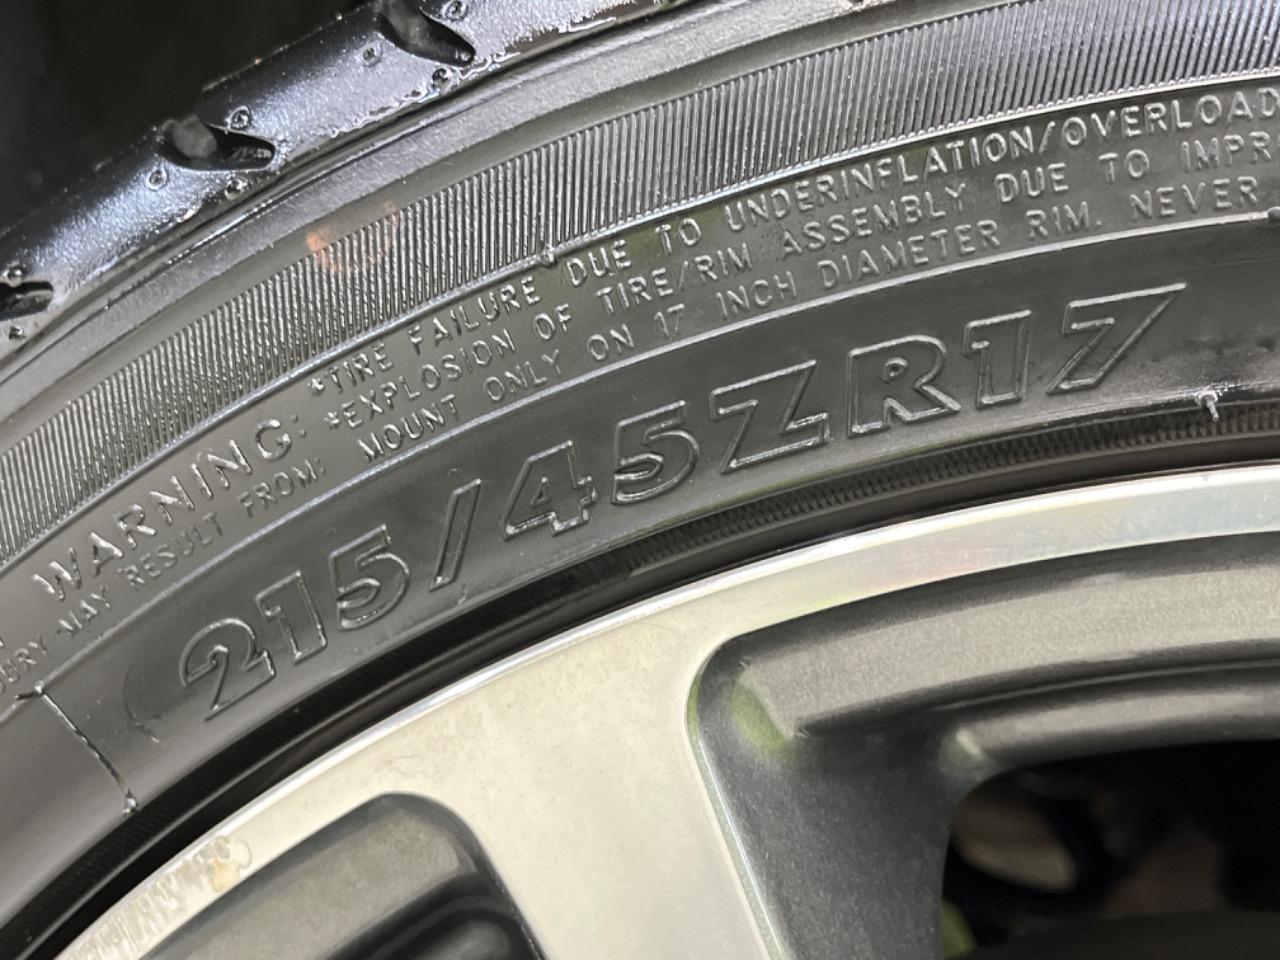 WARNING: *TIRE FAILURE DUE TO UNDERINFLATION/OVERLOAD
MAY RESULT FROM: *EXPLOSION OF TIRE/RIM ASSEMBLY DUE TO IMPR
MOUNT ONLY ON 17 INCH DIAMETER RIM. NEVER
215/45ZR17